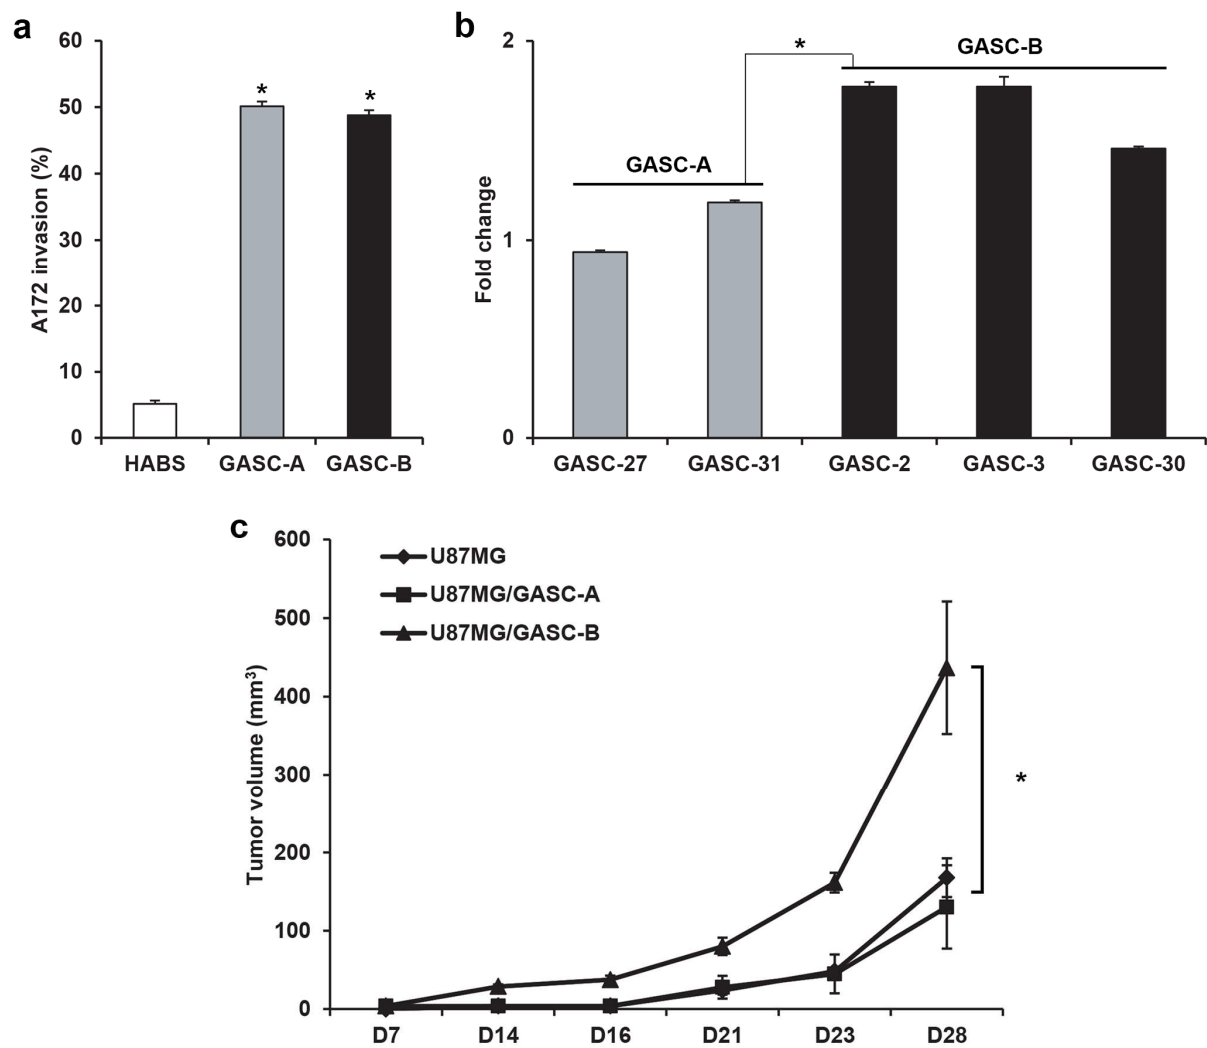 a
60
50
40
30
20
10
0
A172 invasion (%)
* *
HABS GASC-A GASC-B
b
2
1
0
Fold change
GASC-A
*
GASC-B
GASC-27 GASC-31 GASC-2 GASC-3 GASC-30
c
600
500
400
300
200
100
0
Tumor volume (mm³)
U87MG
U87MG/GASC-A
U87MG/GASC-B
*
D7 D14 D16 D21 D23 D28